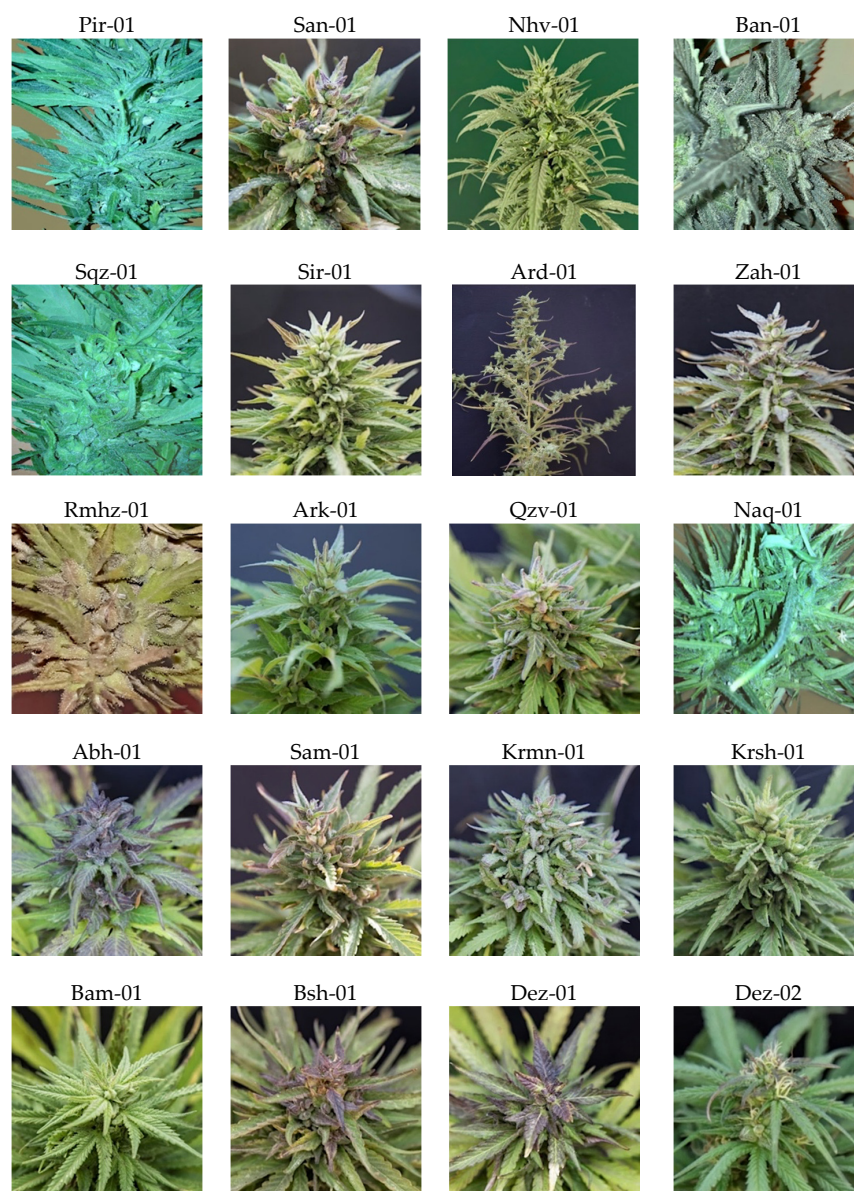 Pir-01 San-01 Nhv-01 Ban-01
Sqz-01 Sir-01 Ard-01 Zah-01
Rmhz-01 Ark-01 Qzv-01 Naq-01
Abh-01 Sam-01 Krmn-01 Krsh-01
Bam-01 Bsh-01 Dez-01 Dez-02